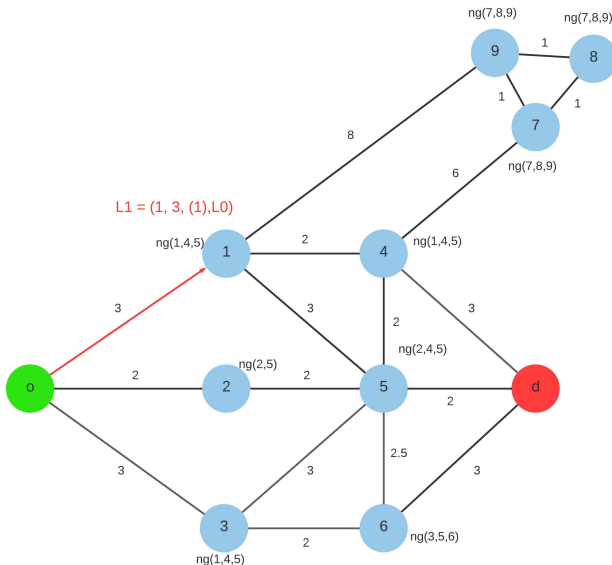 ng(7,8,9)
ng(7,8,9)
9
1
8
1
1
7
8
ng(7,8,9)
6
L1 = (1, 3, (1),L0)
ng(1,4,5)
1
2
4
ng(1,4,5)
3
3
2
3
ng(2,4,5)
ng(2,5)
o
2
2
2
5
2
d
3
3
2.5
3
3
2
6
ng(3,5,6)
ng(1,4,5)